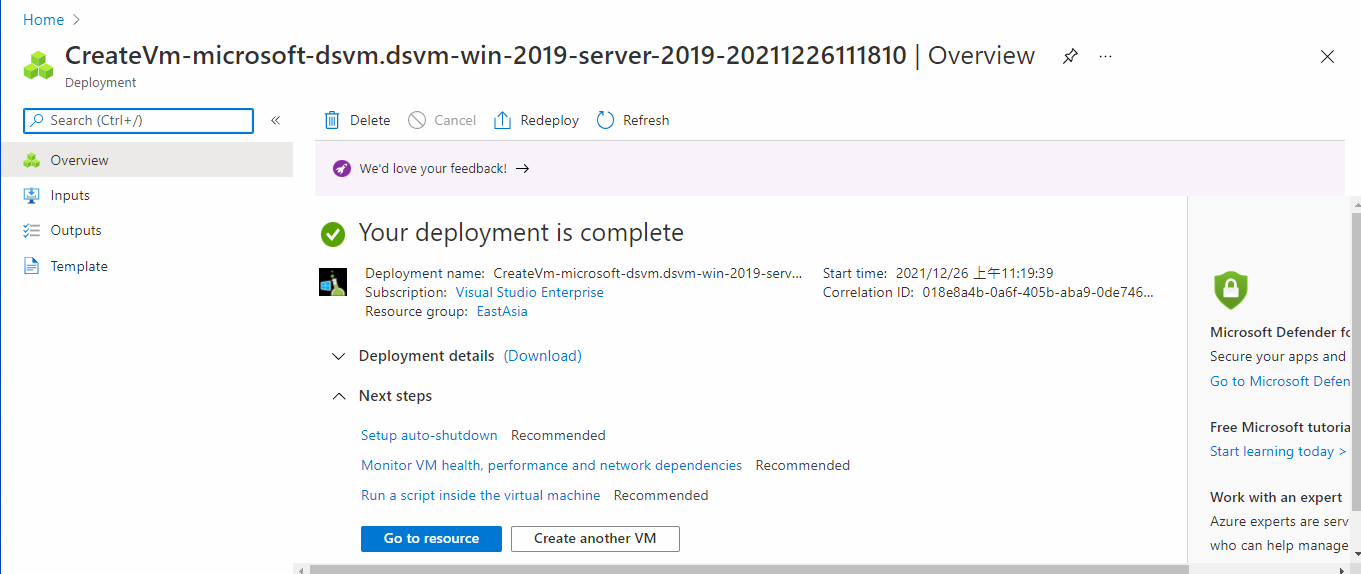 Home
CreateVm-microsoft-dsvm.dsvm-win-2019-server-2019-20211226111810 | Overview
Deployment
Search (Ctrl+/)
Overview
Inputs
Outputs
Template
Delete
Cancel
Redeploy
Refresh
We'd love your feedback! →
Your deployment is complete
Deployment name: CreateVm-microsoft-dsvm.dsvm-win-2019-serv...
Subscription: Visual Studio Enterprise
Resource group: EastAsia
Start time: 2021/12/26 上午11:19:39
Correlation ID: 018e8a4b-0a6f-405b-aba9-0de746...
Deployment details (Download)
Next steps
Setup auto-shutdown Recommended
Monitor VM health, performance and network dependencies Recommended
Run a script inside the virtual machine Recommended
Go to resource
Create another VM
Microsoft Defender fo
Secure your apps and
Go to Microsoft Defen
Free Microsoft tutoria
Start learning today >
Work with an expert
Azure experts are serv
who can help manage